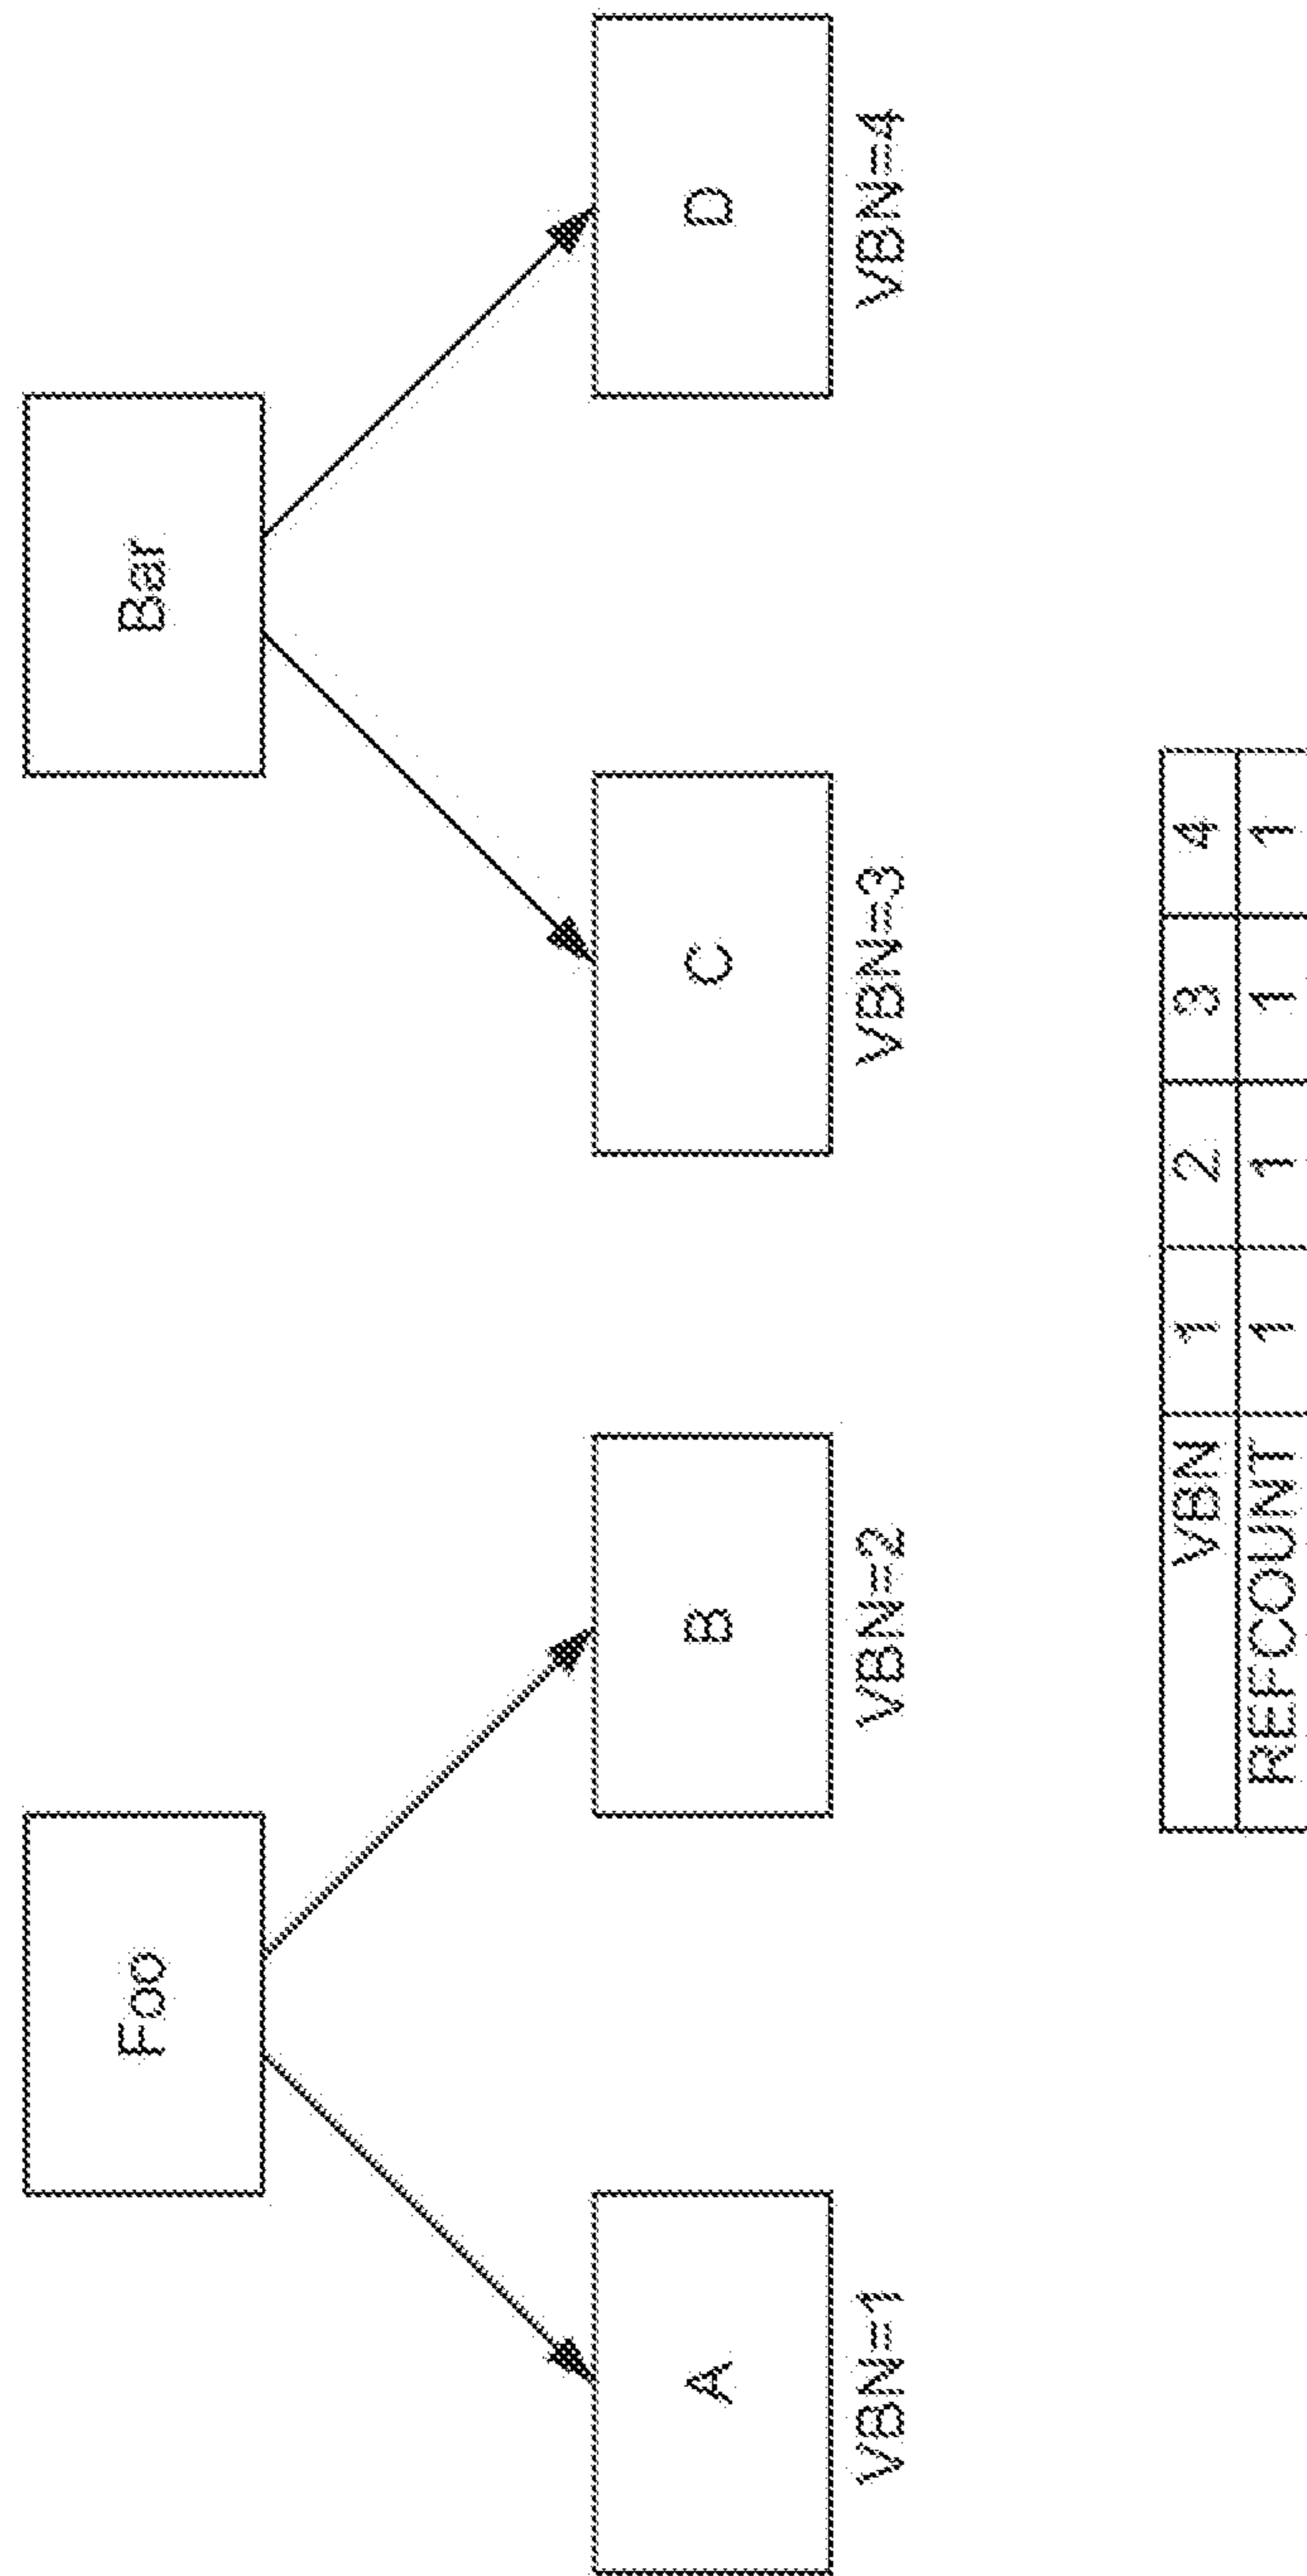 Foo
Bar
A
B
C
D
VBN=1
VBN=2
VBN=3
VBN=4
VBN 1 2 3 4
REFCOUNT 1 1 1 1